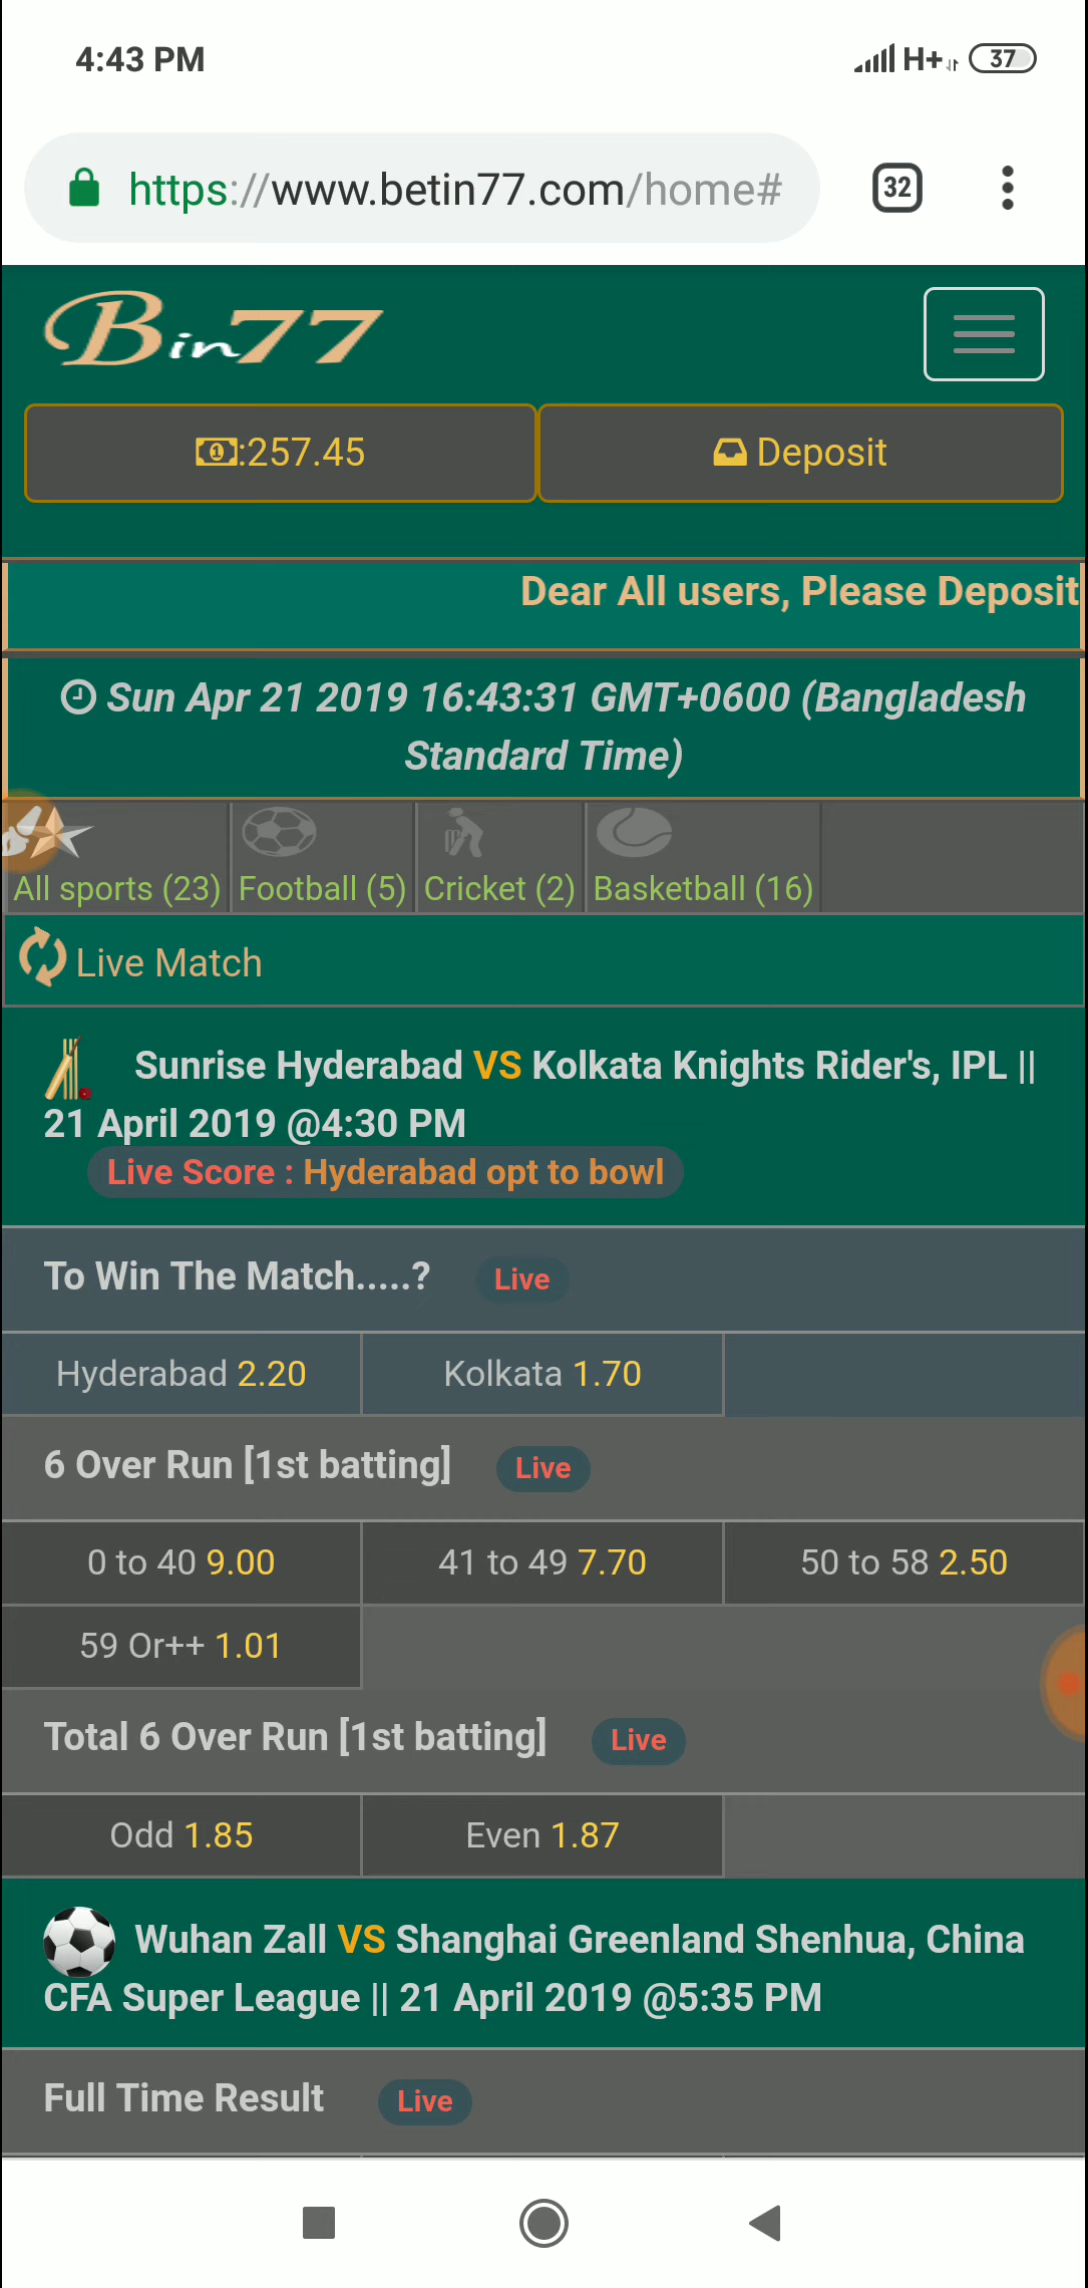 4:43 PM
H+ 37
https://www.betin77.com/home#
32
Bin77
:257.45
Deposit
Dear All users, Please Deposit
Sun Apr 21 2019 16:43:31 GMT+0600 (Bangladesh
Standard Time)
All sports (23) Football (5) Cricket (2) Basketball (16)
Live Match
Sunrise Hyderabad VS Kolkata Knights Rider's, IPL ||
21 April 2019 @4:30 PM
Live Score : Hyderabad opt to bowl
To Win The Match.....? Live
Hyderabad 2.20 Kolkata 1.70
6 Over Run [1st batting] Live
0 to 40 9.00 41 to 49 7.70 50 to 58 2.50
59 Or++ 1.01
Total 6 Over Run [1st batting] Live
Odd 1.85 Even 1.87
Wuhan Zall VS Shanghai Greenland Shenhua, China
CFA Super League || 21 April 2019 @5:35 PM
Full Time Result Live